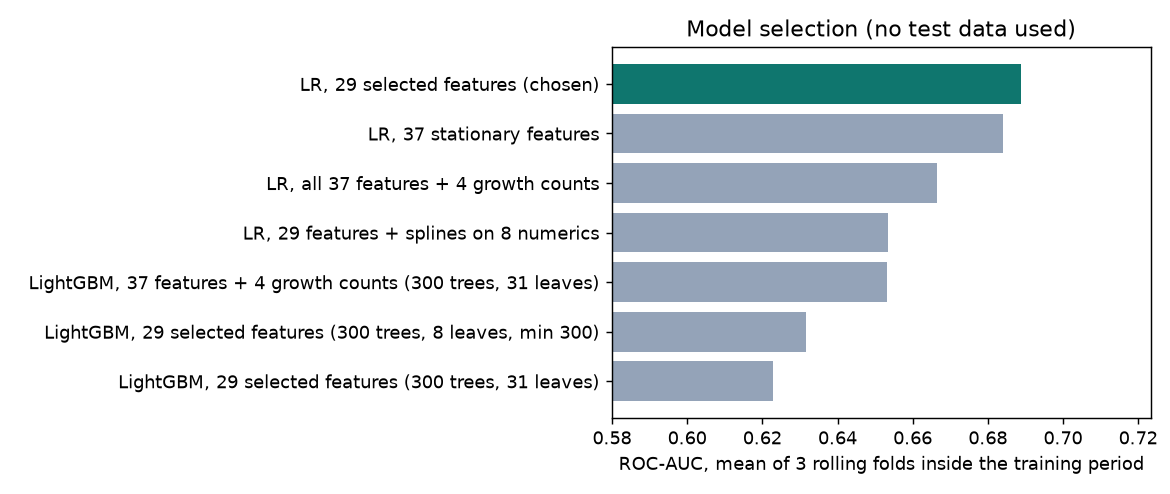 Model selection (no test data used)
LR, 29 selected features (chosen)
LR, 37 stationary features
LR, all 37 features + 4 growth counts
LR, 29 features + splines on 8 numerics
LightGBM, 37 features + 4 growth counts (300 trees, 31 leaves)
LightGBM, 29 selected features (300 trees, 8 leaves, min 300)
LightGBM, 29 selected features (300 trees, 31 leaves)
0.58 0.60 0.62 0.64 0.66 0.68 0.70 0.72
ROC-AUC, mean of 3 rolling folds inside the training period